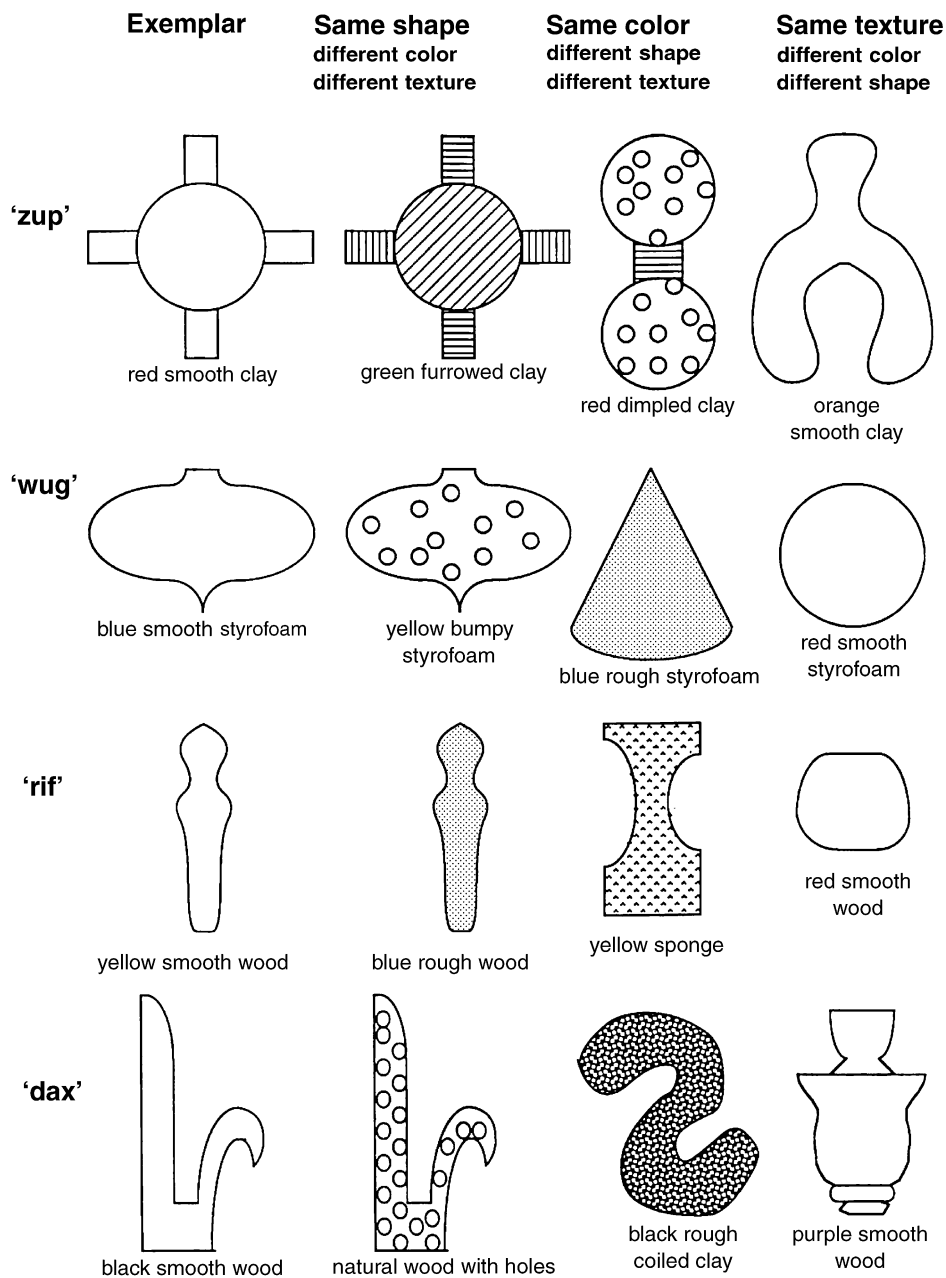 Exemplar
Same shape
different color
different texture
Same color
different shape
different texture
Same texture
different color
different shape
‘zup’
red smooth clay
green furrowed clay
red dimpled clay
orange
smooth clay
‘wug’
blue smooth styrofoam
yellow bumpy
styrofoam
blue rough styrofoam
red smooth
styrofoam
‘rif’
yellow smooth wood
blue rough wood
yellow sponge
red smooth
wood
‘dax’
black smooth wood
natural wood with holes
black rough
coiled clay
purple smooth
wood